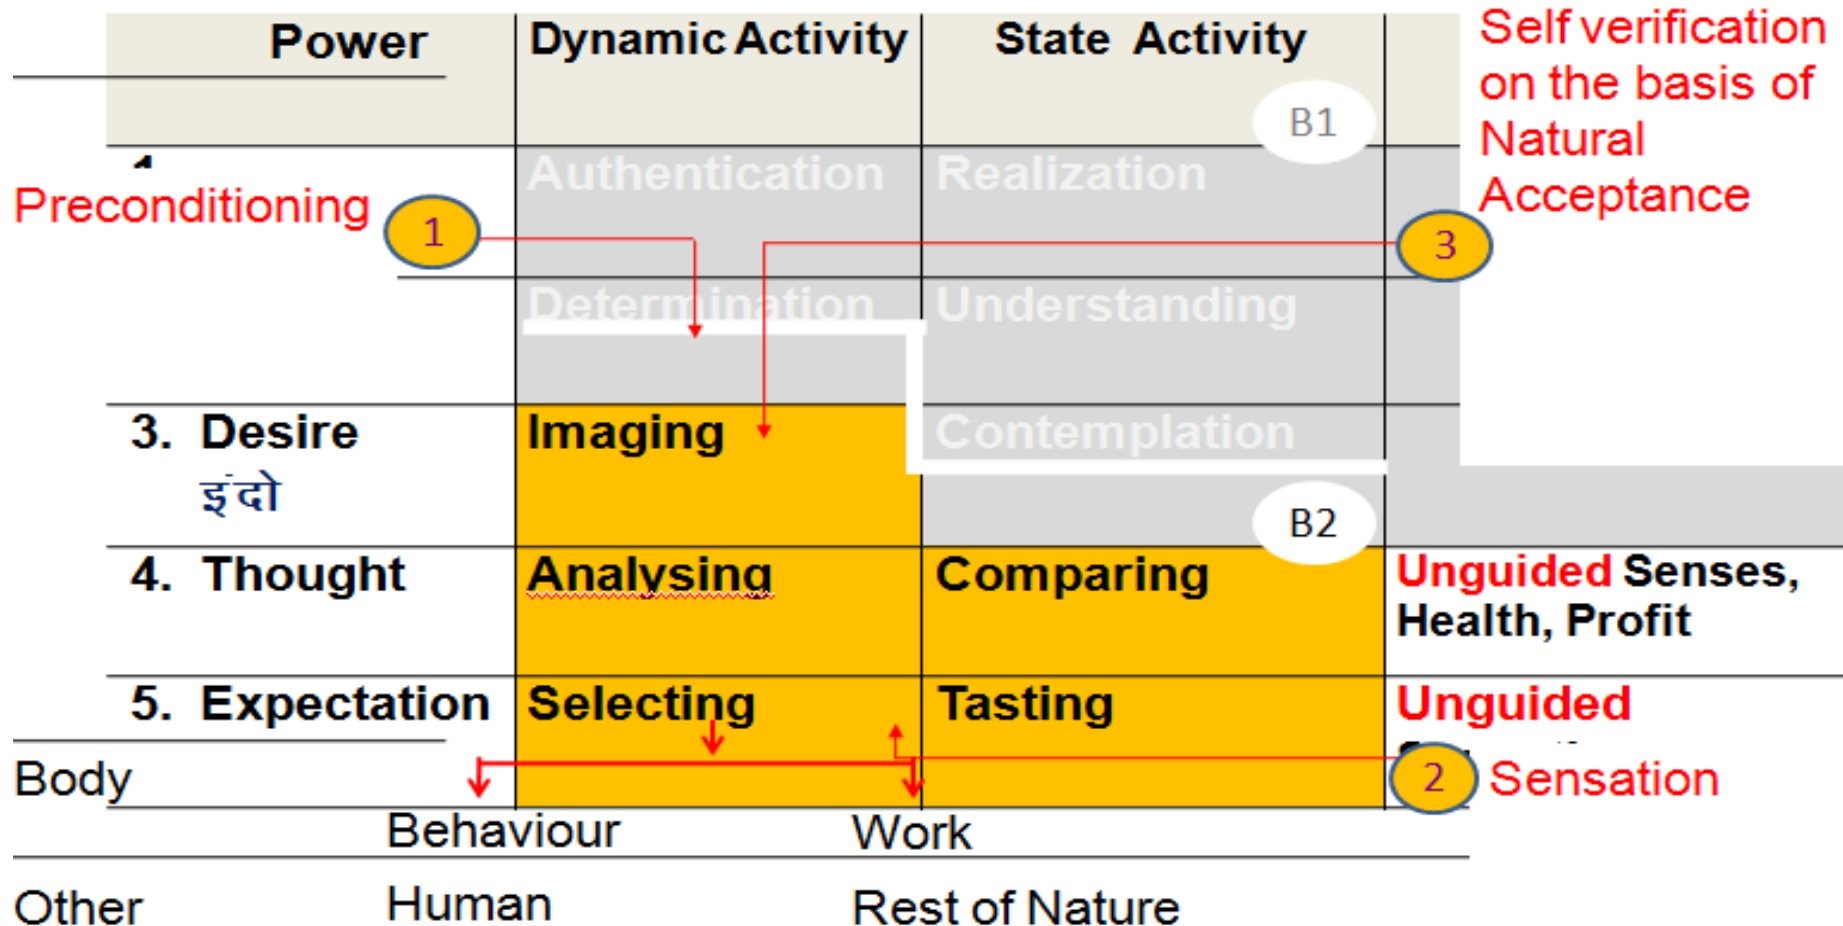 Power
Dynamic Activity
State Activity
Self verification
on the basis of
Natural
Acceptance
B1
Authentication
Realization
Preconditioning
1
3
Determination
Understanding
3. Desire
इंदो
Imaging
Contemplation
B2
4. Thought
Analysing
Comparing
Unguided Senses,
Health, Profit
5. Expectation
Selecting
Tasting
Unguided
Body
2
Sensation
Behaviour
Work
Other
Human
Rest of Nature